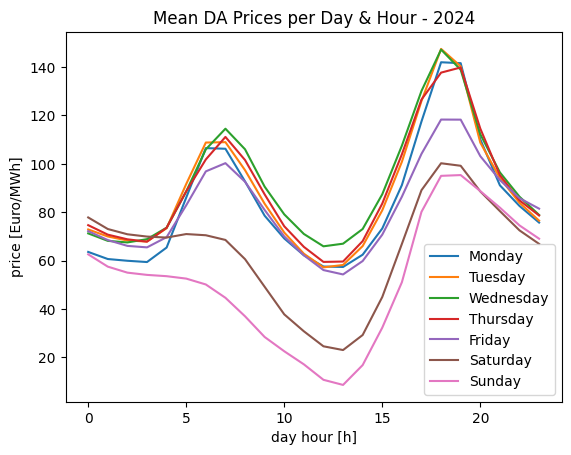 Mean DA Prices per Day & Hour - 2024
price [Euro/MWh]
140
120
100
80
60
40
20
0
5
10
15
20
day hour [h]
Monday
Tuesday
Wednesday
Thursday
Friday
Saturday
Sunday